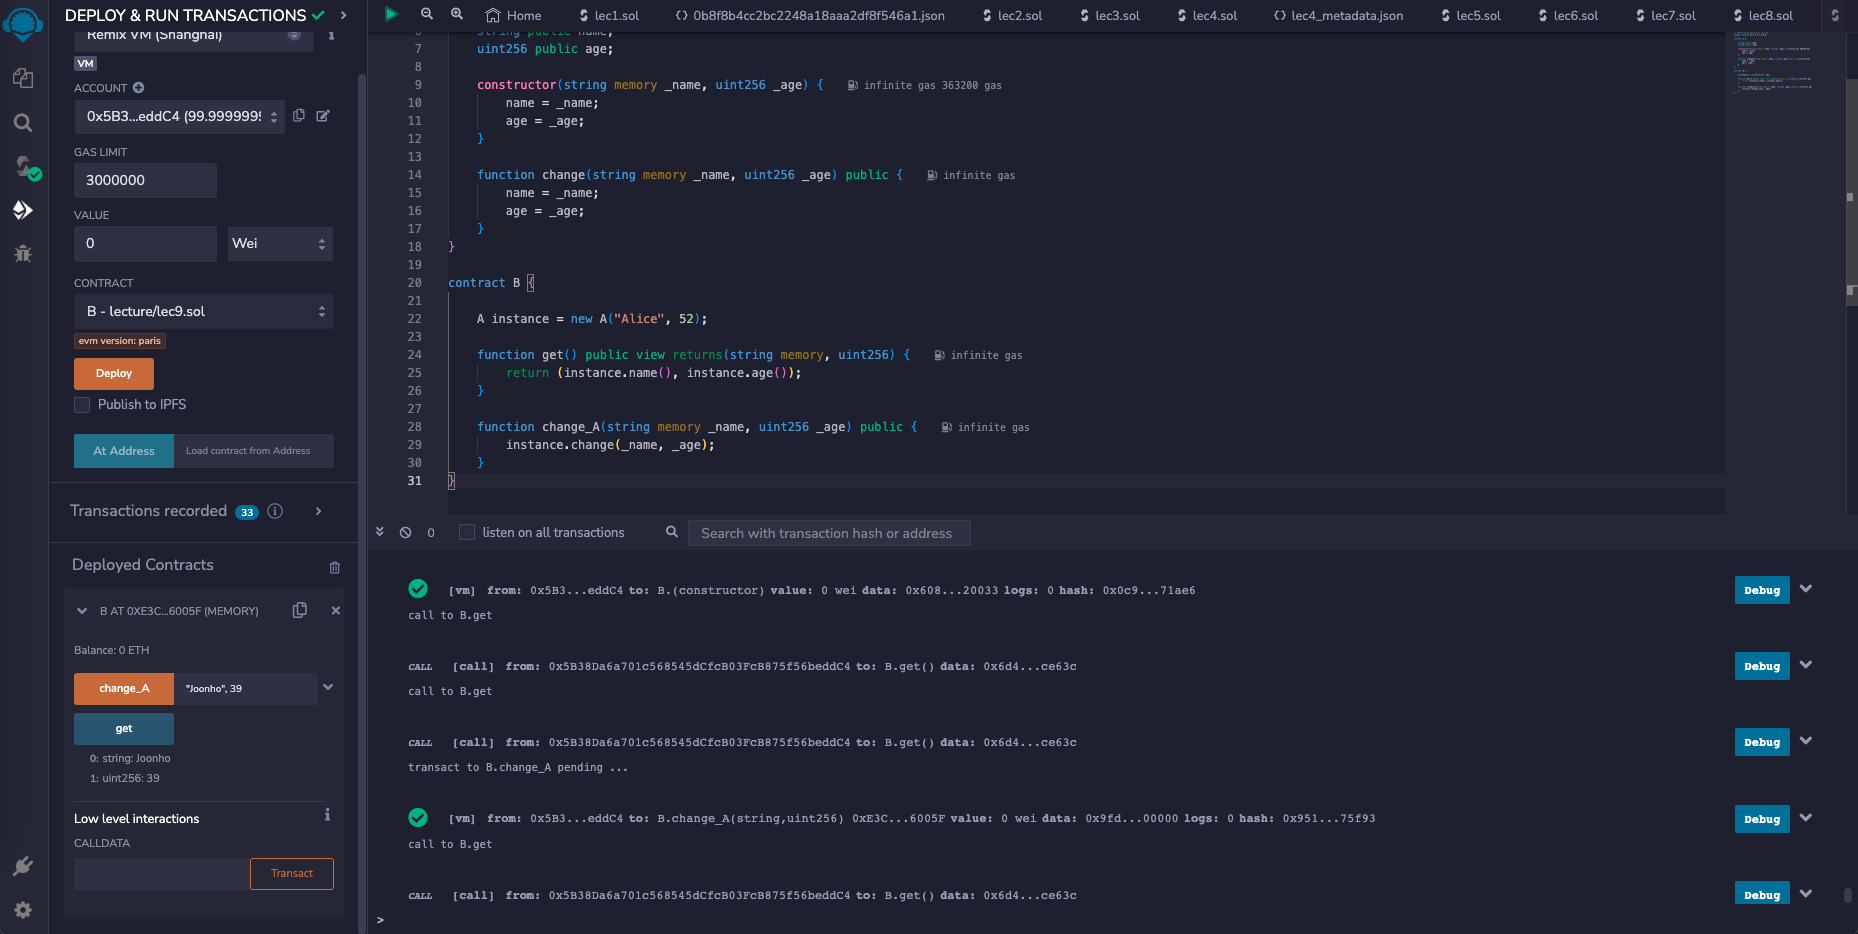 DEPLOY & RUN TRANSACTIONS
Remix VM (Shanghai)
VM
ACCOUNT
0x5B3...eddC4 (99.9999999
GAS LIMIT
3000000
VALUE
0
Wei
CONTRACT
B - lecture/lec9.sol
evm version: paris
Deploy
Publish to IPFS
At Address
Load contract from Address
Transactions recorded 33
Deployed Contracts
B AT 0XE3C...6005F (MEMORY)
Balance: 0 ETH
change_A
"Joonho", 39
get
0: string: Joonho
1: uint256: 39
Low level interactions
CALLDATA
Transact
Home lec1.sol 0b8f8b4cc2bc2248a18aaa2df8f546a1.json lec2.sol lec3.sol lec4.sol lec4_metadata.json lec5.sol lec6.sol lec7.sol lec8.sol
6 string public name;
7 uint256 public age;
8
9 constructor(string memory _name, uint256 _age) { infinite gas 363200 gas
10 name = _name;
11 age = _age;
12 }
13
14 function change(string memory _name, uint256 _age) public { infinite gas
15 name = _name;
16 age = _age;
17 }
18 }
19
20 contract B {
21
22 A instance = new A("Alice", 52);
23
24 function get() public view returns(string memory, uint256) { infinite gas
25 return (instance.name(), instance.age());
26 }
27
28 function change_A(string memory _name, uint256 _age) public { infinite gas
29 instance.change(_name, _age);
30 }
31 }
0 listen on all transactions Search with transaction hash or address
[vm] from: 0x5B3...eddC4 to: B.(constructor) value: 0 wei data: 0x608...20033 logs: 0 hash: 0x0c9...71ae6 Debug
call to B.get
CALL [call] from: 0x5B38Da6a701c568545dCfcB03FcB875f56beddC4 to: B.get() data: 0x6d4...ce63c Debug
call to B.get
CALL [call] from: 0x5B38Da6a701c568545dCfcB03FcB875f56beddC4 to: B.get() data: 0x6d4...ce63c Debug
transact to B.change_A pending ...
[vm] from: 0x5B3...eddC4 to: B.change_A(string,uint256) 0xE3C...6005F value: 0 wei data: 0x9fd...00000 logs: 0 hash: 0x951...75f93 Debug
call to B.get
CALL [call] from: 0x5B38Da6a701c568545dCfcB03FcB875f56beddC4 to: B.get() data: 0x6d4...ce63c Debug
>